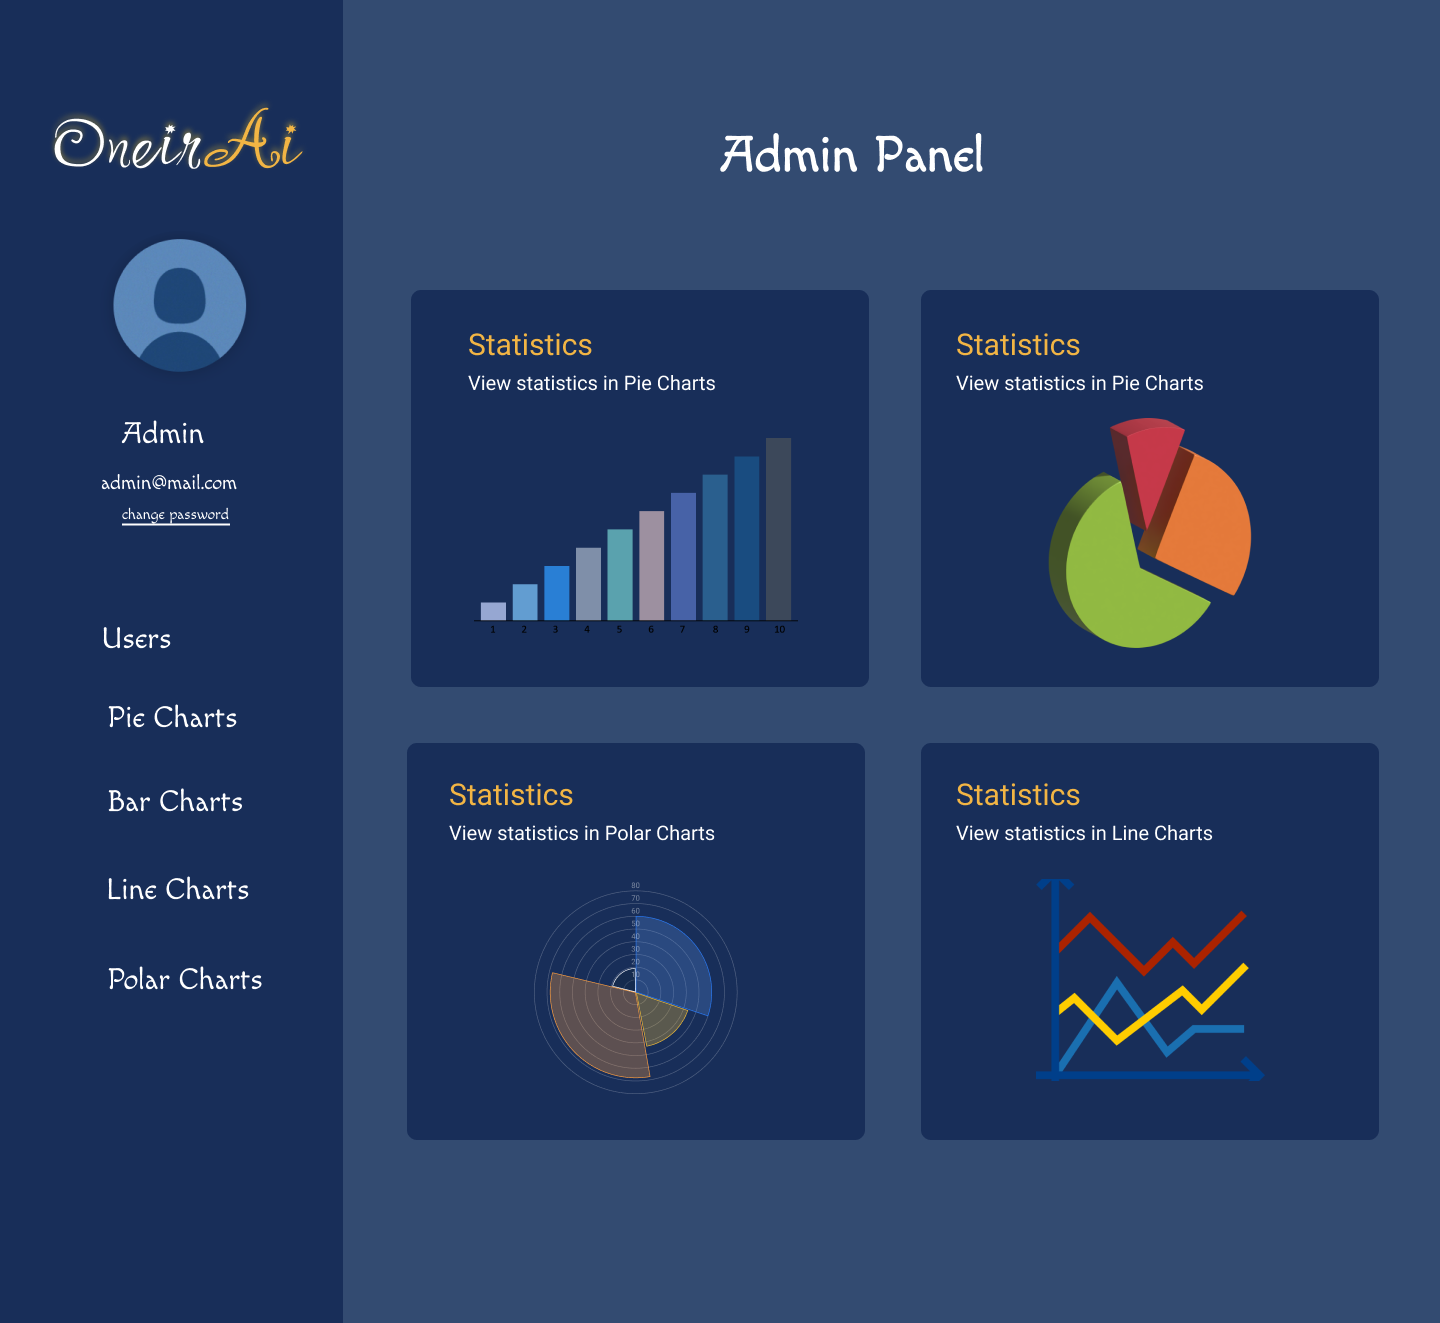 OneirAi
Admin
admin@mail.com
change password
Users
Pie Charts
Bar Charts
Line Charts
Polar Charts
Admin Panel
Statistics
View statistics in Pie Charts
1 2 3 4 5 6 7 8 9 10
Statistics
View statistics in Pie Charts
Statistics
View statistics in Polar Charts
80
70
60
50
40
30
20
10
Statistics
View statistics in Line Charts